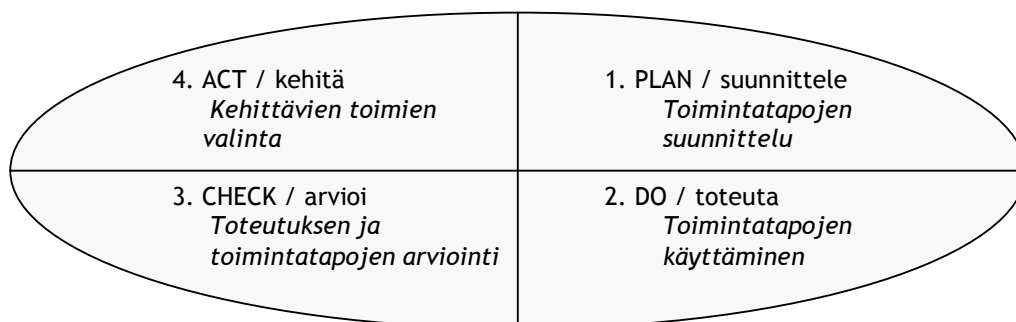 4. ACT / kehitä
Kehittävien toimien
valinta
1. PLAN / suunnittele
Toimintatapojen
suunnittelu
3. CHECK / arvioi
Toteutuksen ja
toimintatapojen arviointi
2. DO / toteuta
Toimintatapojen
käyttäminen